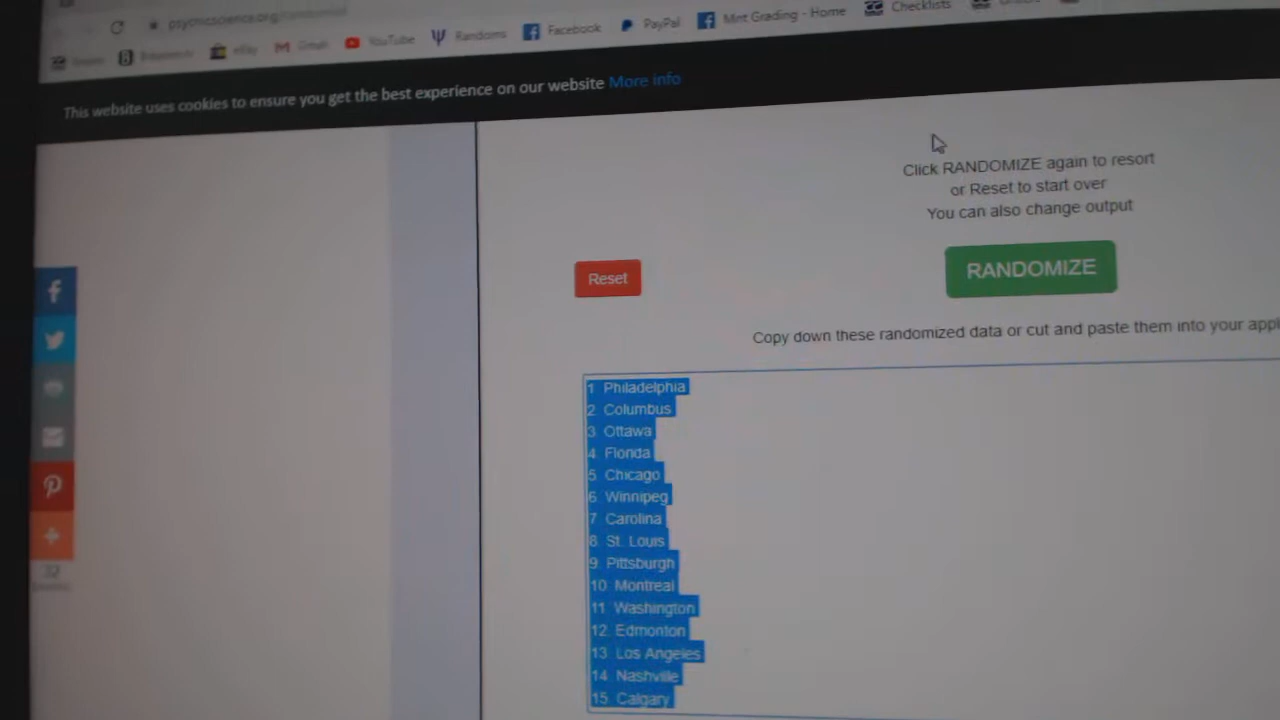 psychicscience.org/
Gmail YouTube Randoms Facebook PayPal Mint Grading - Home Checklists
This website uses cookies to ensure you get the best experience on our website More info
Click RANDOMIZE again to resort
or Reset to start over
You can also change output
Reset
RANDOMIZE
Copy down these randomized data or cut and paste them into your
1 Philadelphia
2 Columbus
3 Ottawa
4 Florida
5 Chicago
6 Winnipeg
7 Carolina
8 St. Louis
9 Pittsburgh
10 Montreal
11 Washington
12 Edmonton
13 Los Angeles
14 Nashville
15 Calgary
32